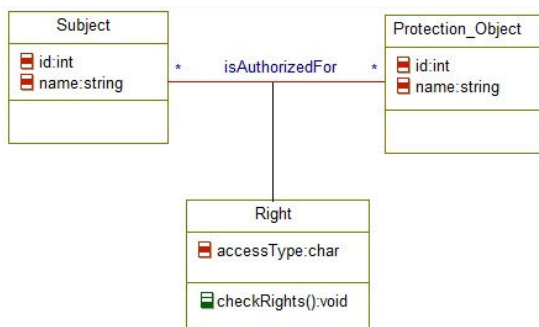 Subject
id:int
name:string
* isAuthorizedFor *
Protection_Object
id:int
name:string
Right
accessType:char
checkRights():void